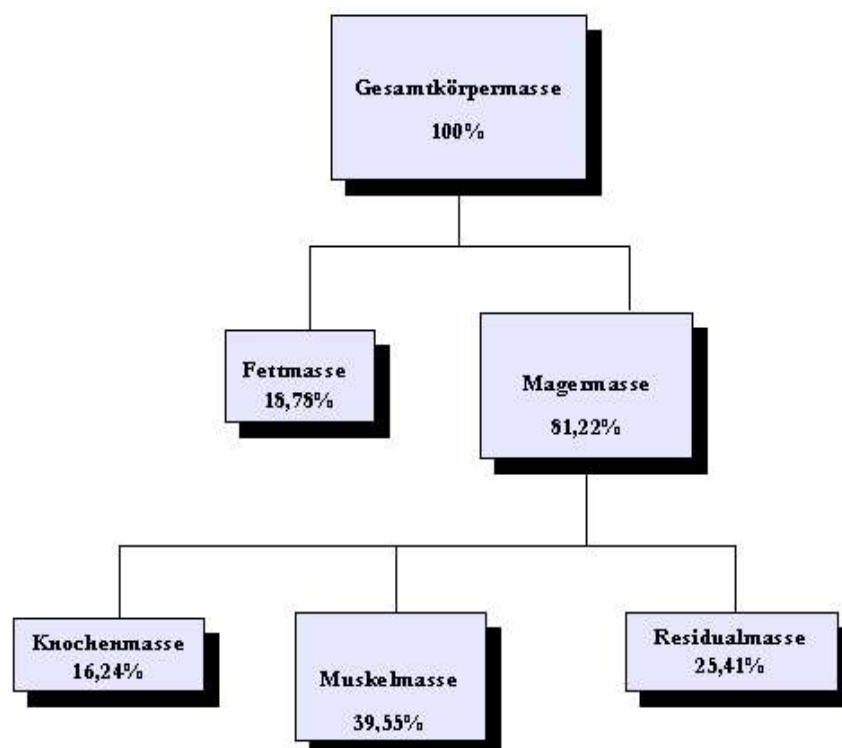 Gesamtkörpermasse
100%
Fettmasse
18,78%
Magermasse
81,22%
Knochenmasse
16,24%
Muskelmasse
39,55%
Residualmasse
25,41%